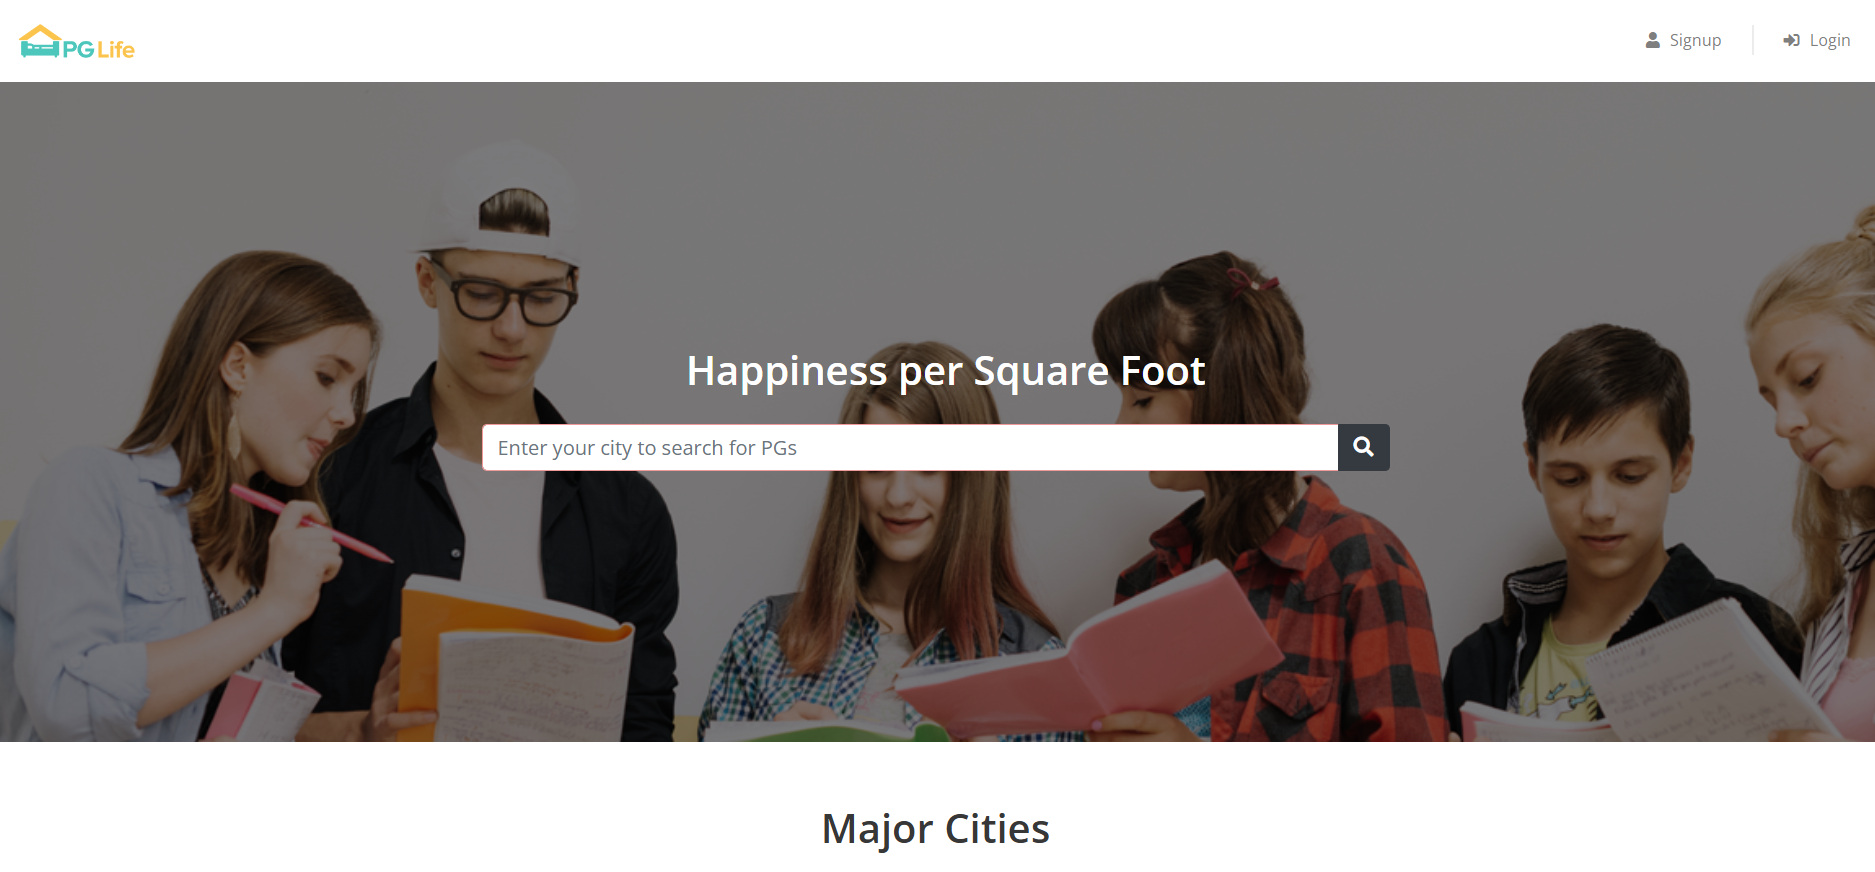 PG Life
Signup
Login
Happiness per Square Foot
Enter your city to search for PGs
Major Cities